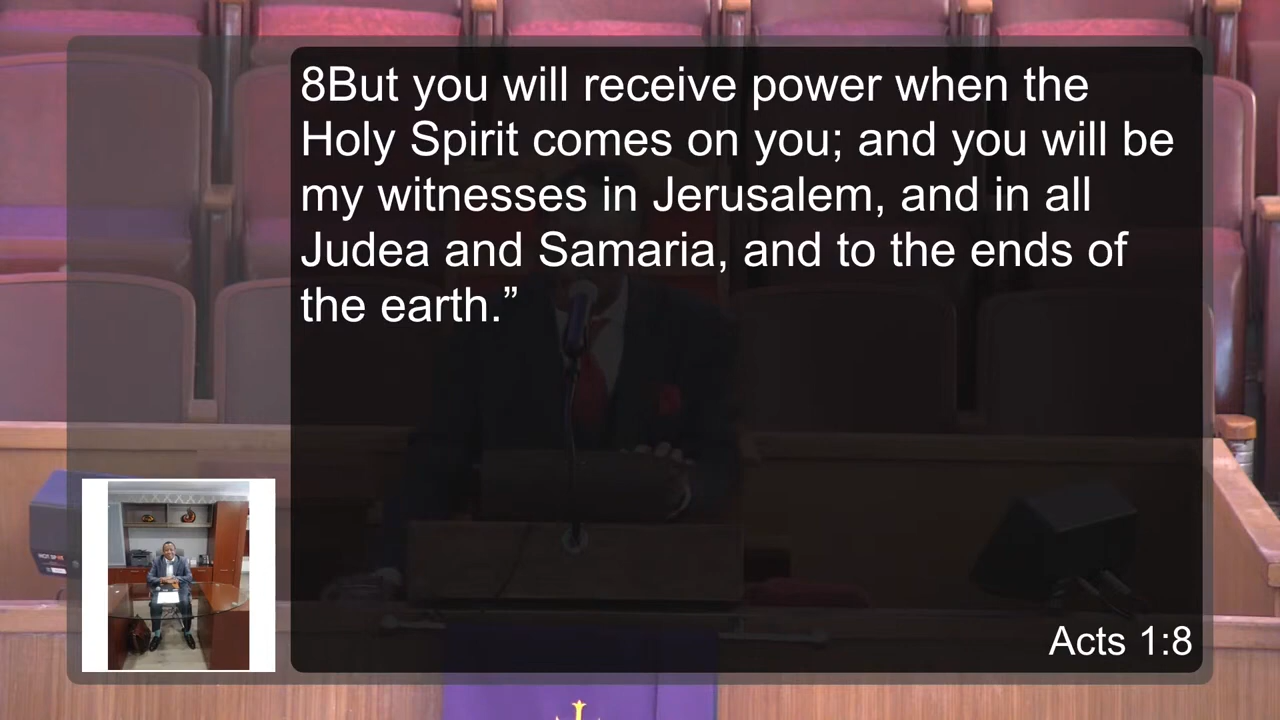 8But you will receive power when the
Holy Spirit comes on you; and you will be
my witnesses in Jerusalem, and in all
Judea and Samaria, and to the ends of
the earth.”
Acts 1:8